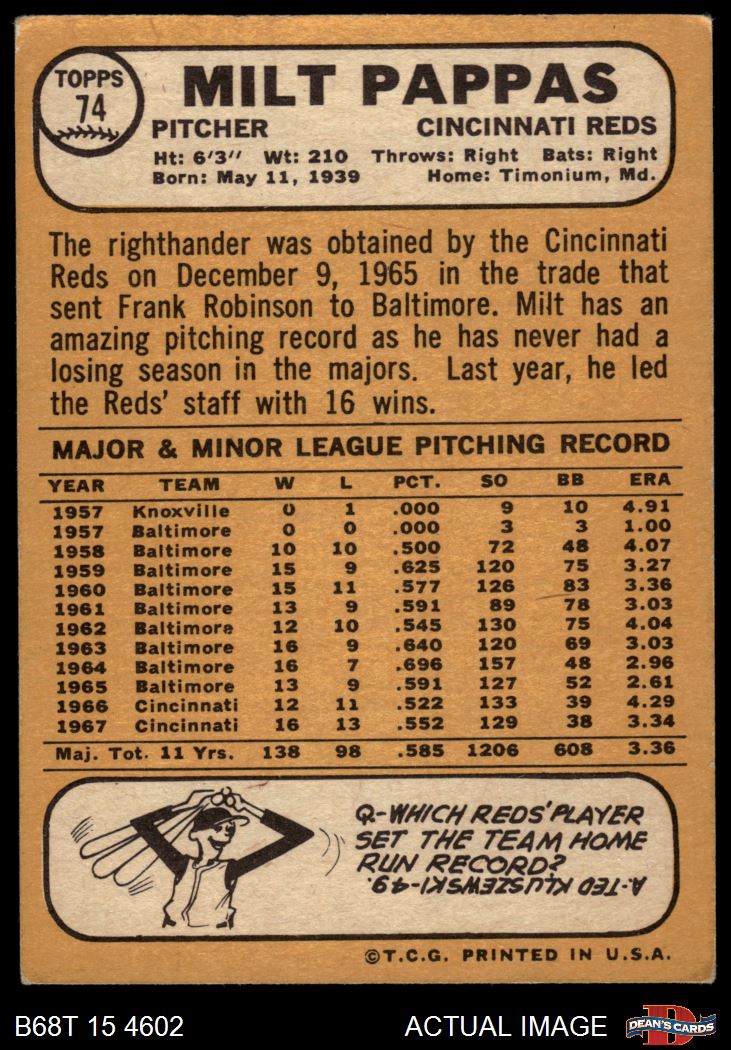 TOPPS
74
MILT PAPPAS
PITCHER CINCINNATI REDS
Ht: 6'3" Wt: 210 Throws: Right Bats: Right
Born: May 11, 1939 Home: Timonium, Md.
The righthander was obtained by the Cincinnati
Reds on December 9, 1965 in the trade that
sent Frank Robinson to Baltimore. Milt has an
amazing pitching record as he has never had a
losing season in the majors. Last year, he led
the Reds' staff with 16 wins.
MAJOR & MINOR LEAGUE PITCHING RECORD
YEAR TEAM W L PCT. SO BB ERA
1957 Knoxville 0 1 .000 9 10 4.91
1957 Baltimore 0 0 .000 3 3 1.00
1958 Baltimore 10 10 .500 72 48 4.07
1959 Baltimore 15 9 .625 120 75 3.27
1960 Baltimore 15 11 .577 126 83 3.36
1961 Baltimore 13 9 .591 89 78 3.03
1962 Baltimore 12 10 .545 130 75 4.04
1963 Baltimore 16 9 .640 120 69 3.03
1964 Baltimore 16 7 .696 157 48 2.96
1965 Baltimore 13 9 .591 127 52 2.61
1966 Cincinnati 12 11 .522 133 39 4.29
1967 Cincinnati 16 13 .552 129 38 3.34
Maj. Tot. 11 Yrs. 138 98 .585 1206 608 3.36
Q-WHICH REDS' PLAYER
SET THE TEAM HOME
RUN RECORD?
A-TED KLUSZEWSKI-49.
©T.C.G. PRINTED IN U.S.A.
B68T 15 4602 ACTUAL IMAGE
D
DEAN'S CARDS